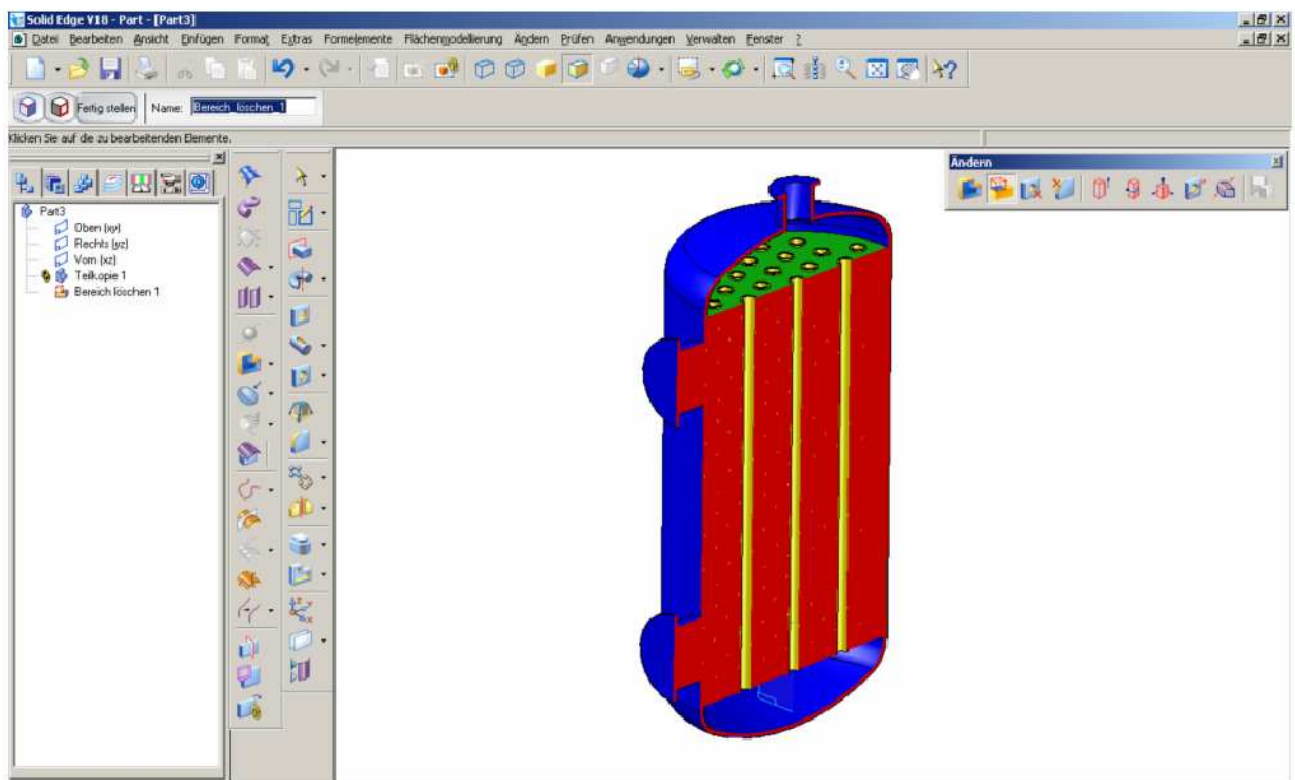 Solid Edge V18 - Part - [Part3]
Datei Bearbeiten Ansicht Einfügen Format Extras Formelemente Flächenmodellierung Ändern Prüfen Anwendungen Verwalten Fenster ?
Fertig stellen Name: Bereich_löschen_1
Klicken Sie auf die zu bearbeitenden Elemente.
Ändern
Part3
Oben (xy)
Rechts (yz)
Vorn (xz)
Teilkopie 1
Bereich löschen 1